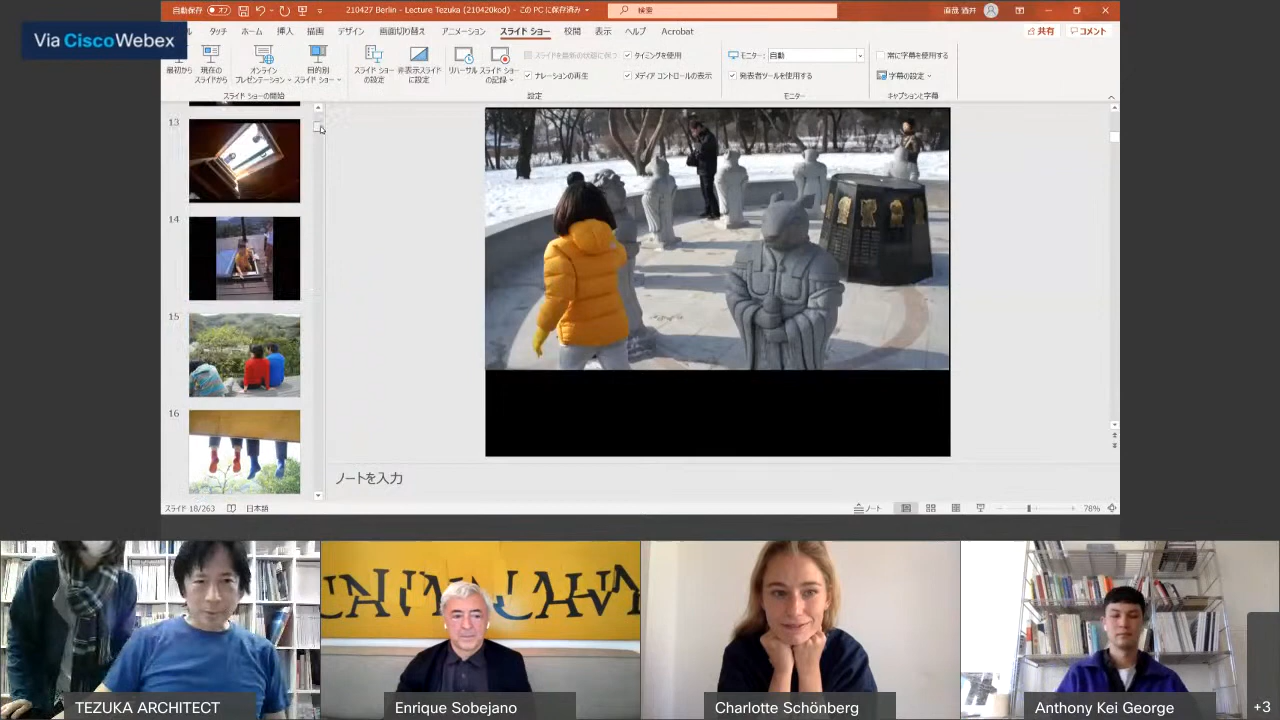 Via Cisco Webex
自動保存 オフ
210427 Berlin - Lecture Tezuka (210420kod) - この PC に保存済み
検索
直哉 酒井
タッチ ホーム 挿入 描画 デザイン 画面切り替え アニメーション スライド ショー 校閲 表示 ヘルプ Acrobat
共有 コメント
最初から
現在の
スライドから
オンライン
プレゼンテーション
目的別
スライド ショー
スライド ショー
の設定
非表示スライド
に設定
リハーサル
スライド ショー
の記録
ナレーションの再生
タイミングを使用
メディア コントロールの表示
モニター: 自動
発表者ツールを使用する
常に字幕を使用する
字幕の設定
スライド ショーの開始
設定
モニター
キャプションと字幕
13
14
15
16
ノートを入力
スライド 18/263 日本語
ノート
78%
TEZUKA ARCHITECT
Enrique Sobejano
Charlotte Schönberg
Anthony Kei George
+3